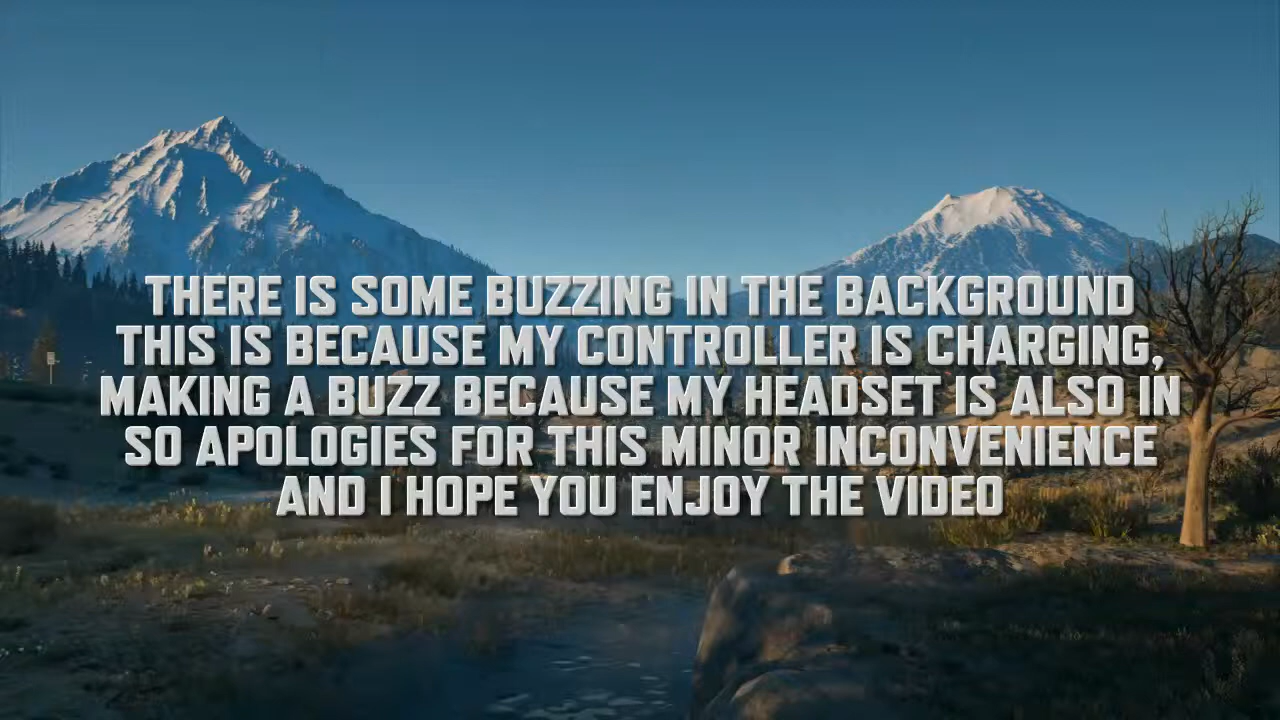 THERE IS SOME BUZZING IN THE BACKGROUND
THIS IS BECAUSE MY CONTROLLER IS CHARGING,
MAKING A BUZZ BECAUSE MY HEADSET IS ALSO IN
SO APOLOGIES FOR THIS MINOR INCONVENIENCE
AND I HOPE YOU ENJOY THE VIDEO